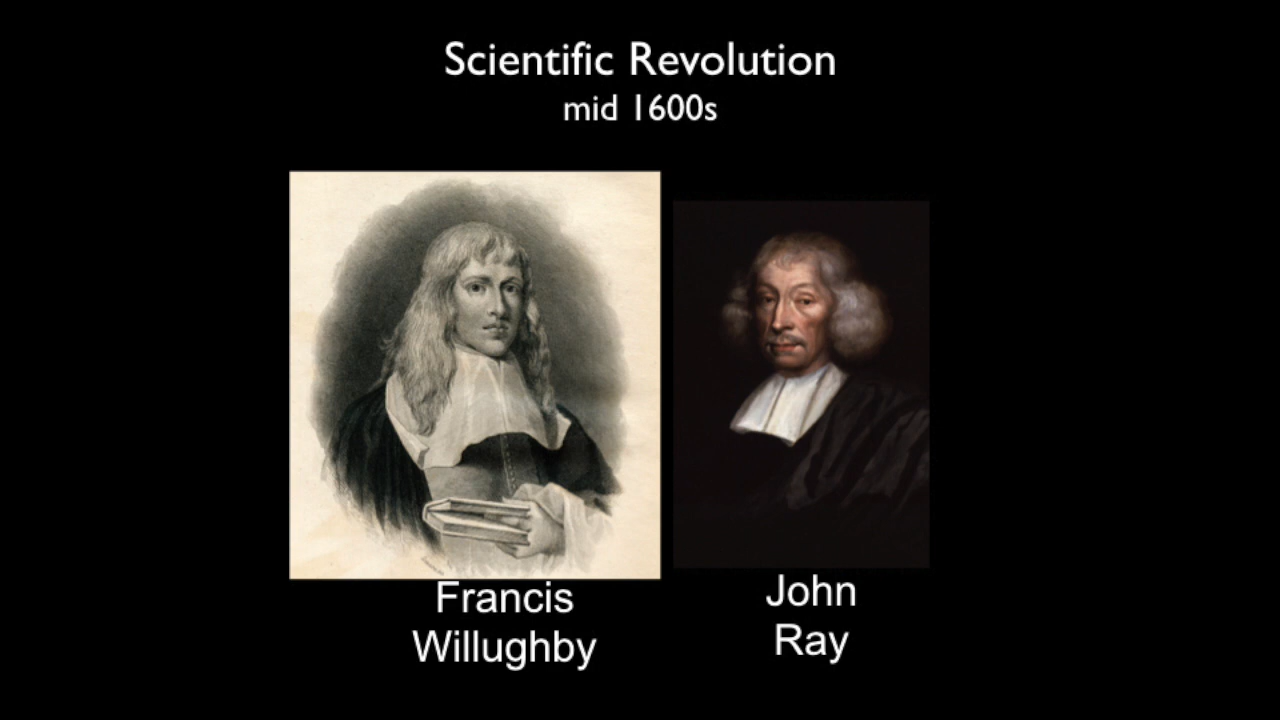 Scientific Revolution
mid 1600s
Francis
Willughby
John
Ray